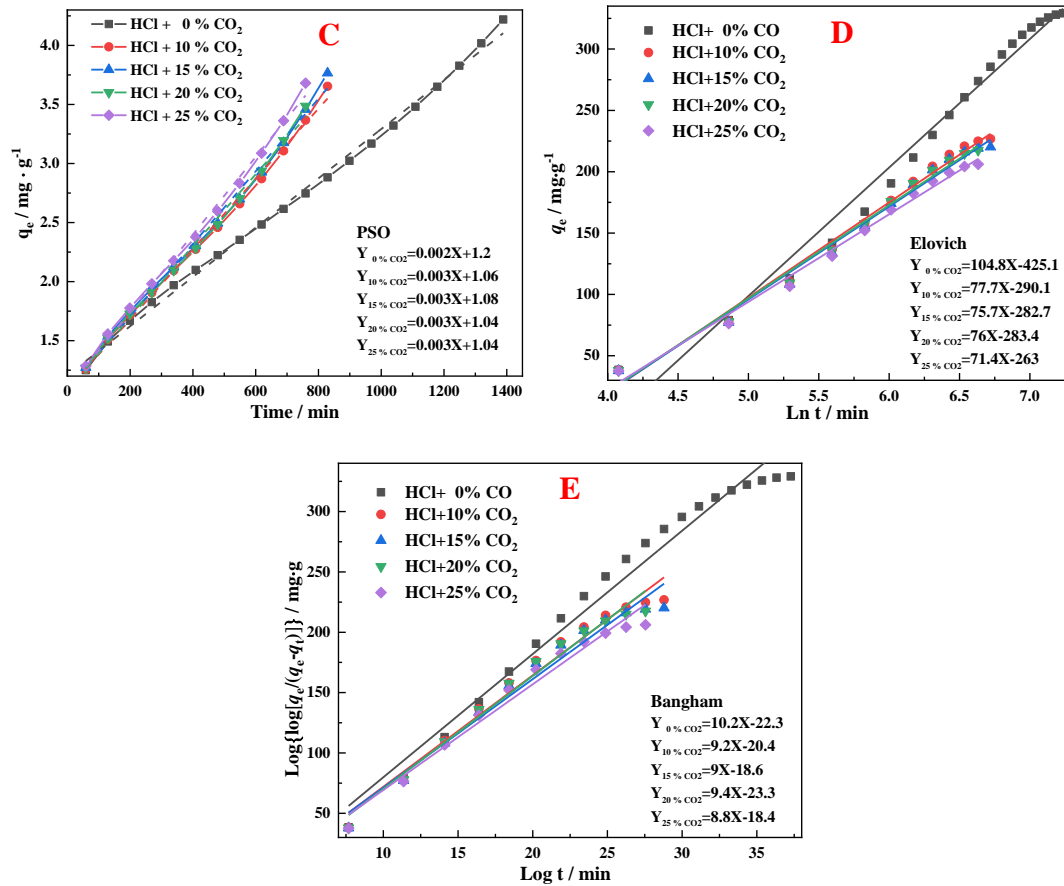 C
HCl + 0 % CO₂
HCl + 10 % CO₂
HCl + 15 % CO₂
HCl + 20 % CO₂
HCl + 25 % CO₂
qₑ / mg · g⁻¹
4.0
3.5
3.0
2.5
2.0
1.5
PSO
Y 0 % CO2=0.002X+1.2
Y10 % CO2=0.003X+1.06
Y15 % CO2=0.003X+1.08
Y20 % CO2=0.003X+1.04
Y25 % CO2=0.003X+1.04
0 200 400 600 800 1000 1200 1400
Time / min
D
HCl+ 0% CO
HCl+10% CO₂
HCl+15% CO₂
HCl+20% CO₂
HCl+25% CO₂
qₑ / mg·g⁻¹
300
250
200
150
100
50
Elovich
Y 0 % CO2=104.8X-425.1
Y10 % CO2=77.7X-290.1
Y15 % CO2=75.7X-282.7
Y20 % CO2=76X-283.4
Y25 % CO2=71.4X-263
4.0 4.5 5.0 5.5 6.0 6.5 7.0
Ln t / min
E
HCl+ 0% CO
HCl+10% CO₂
HCl+15% CO₂
HCl+20% CO₂
HCl+25% CO₂
Log{log[qₑ/(qₑ-qₜ)]} / mg·g
300
250
200
150
100
50
Bangham
Y 0 % CO2=10.2X-22.3
Y10 % CO2=9.2X-20.4
Y15 % CO2=9X-18.6
Y20 % CO2=9.4X-23.3
Y25 % CO2=8.8X-18.4
10 15 20 25 30 35
Log t / min